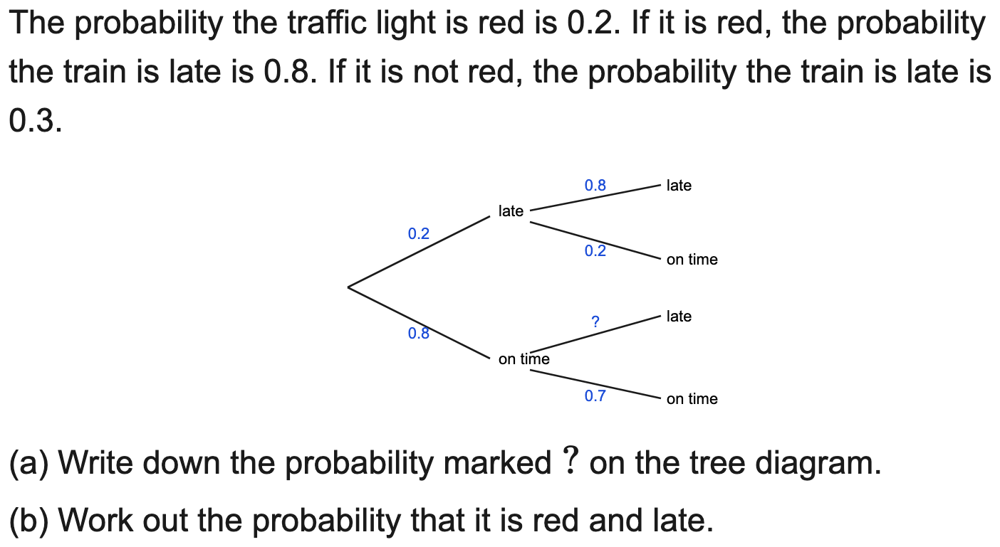 The probability the traffic light is red is 0.2. If it is red, the probability
the train is late is 0.8. If it is not red, the probability the train is late is
0.3.
0.8
late
late
0.2
0.2
on time
?
late
0.8
on time
0.7
on time
(a) Write down the probability marked ? on the tree diagram.
(b) Work out the probability that it is red and late.